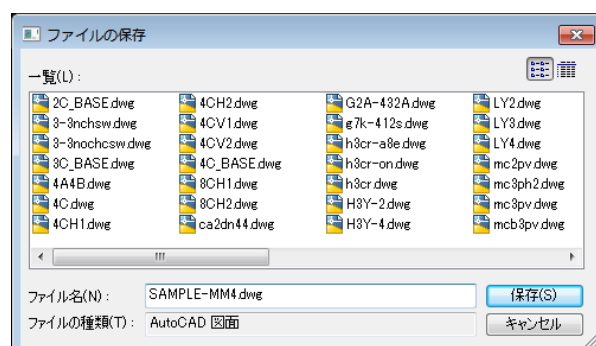 ファイルの保存
一覧(L):
2C_BASE.dwg 4CH2.dwg G2A-432A.dwg LY2.dwg
3-3nchsw.dwg 4CV1.dwg g7k-412s.dwg LY3.dwg
3-3nochcsw.dwg 4CV2.dwg h3cr-a8e.dwg LY4.dwg
3C_BASE.dwg 4C_BASE.dwg h3cr-on.dwg mc2pv.dwg
4A4B.dwg 8CH1.dwg h3cr.dwg mc3ph2.dwg
4C.dwg 8CH2.dwg H3Y-2.dwg mc3pv.dwg
4CH1.dwg ca2dn44.dwg H3Y-4.dwg mcb3pv.dwg
ファイル名(N): SAMPLE-MM4.dwg 保存(S)
ファイルの種類(T): AutoCAD 図面 キャンセル